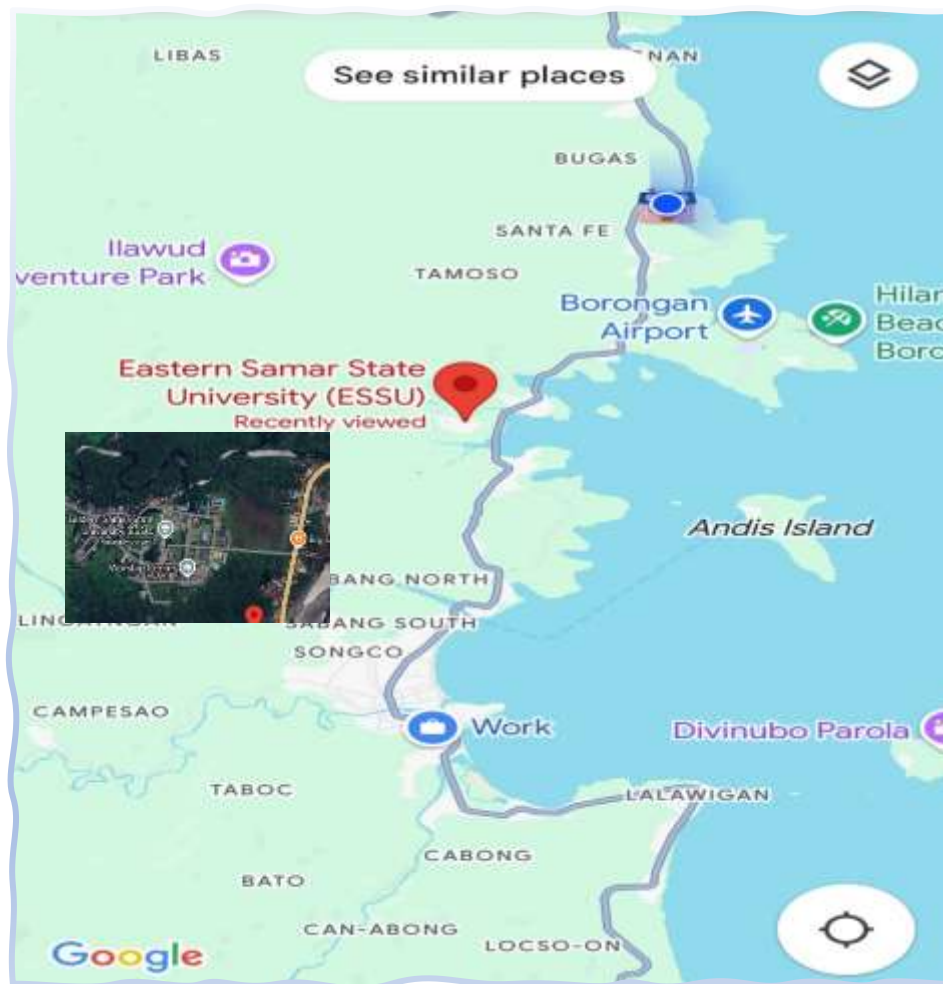 LIBAS
See similar places
NAN
BUGAS
SANTA FE
Ilawud
venture Park
TAMOSO
Borongan
Airport
Hilar
Beac
Boro
Eastern Samar State
University (ESSU)
Recently viewed
Andis Island
BANG NORTH
SABANG SOUTH
SONGCO
CAMPESAO
Work
Divinubo Parola
TABOC
LALAWIGAN
CABONG
BATO
CAN-ABONG
LOCSO-ON
Google